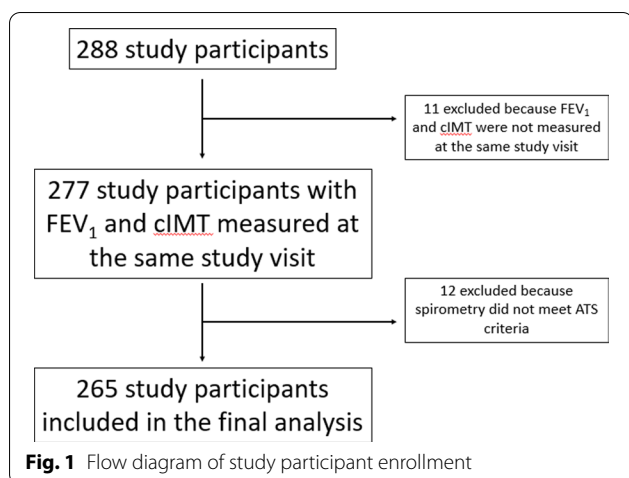 288 study participants
11 excluded because FEV₁
and cIMT were not measured
at the same study visit
277 study participants with
FEV₁ and cIMT measured at
the same study visit
12 excluded because
spirometry did not meet ATS
criteria
265 study participants
included in the final analysis
Fig. 1 Flow diagram of study participant enrollment